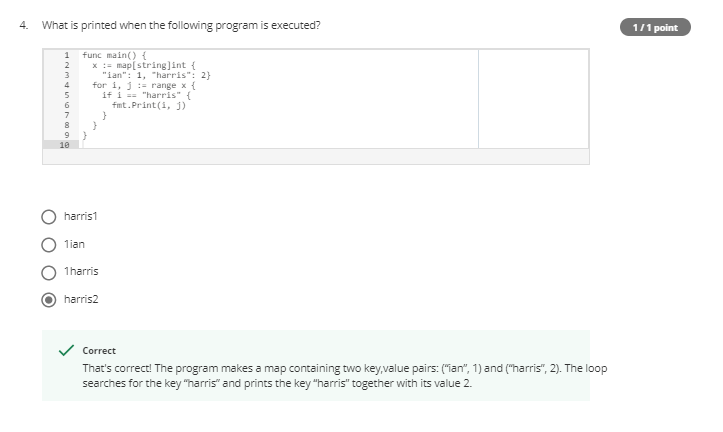 4. What is printed when the following program is executed?
1 / 1 point
1 func main() {
2 x := map[string]int {
3 "ian": 1, "harris": 2}
4 for i, j := range x {
5 if i == "harris" {
6 fmt.Print(i, j)
7 }
8 }
9 }
10
harris1
1ian
1harris
harris2
Correct
That's correct! The program makes a map containing two key,value pairs: ("ian", 1) and ("harris", 2). The loop
searches for the key "harris" and prints the key "harris" together with its value 2.